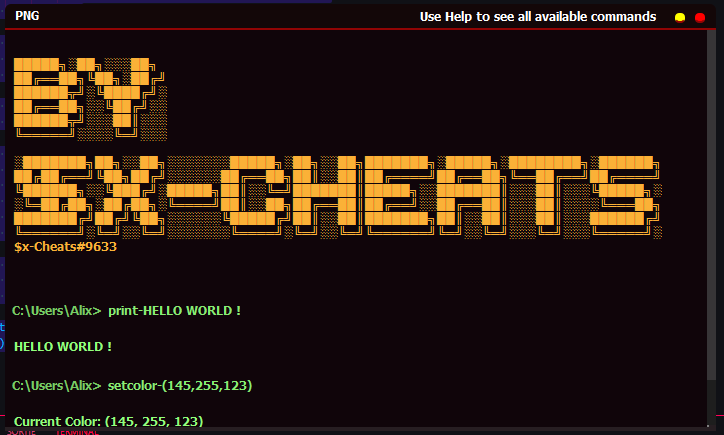 PNG
Use Help to see all available commands
BY
$x-CHEATS
$x-Cheats#9633
C:\Users\Alix> print-HELLO WORLD !
HELLO WORLD !
C:\Users\Alix> setcolor-(145,255,123)
Current Color: (145, 255, 123)
TERMINAL